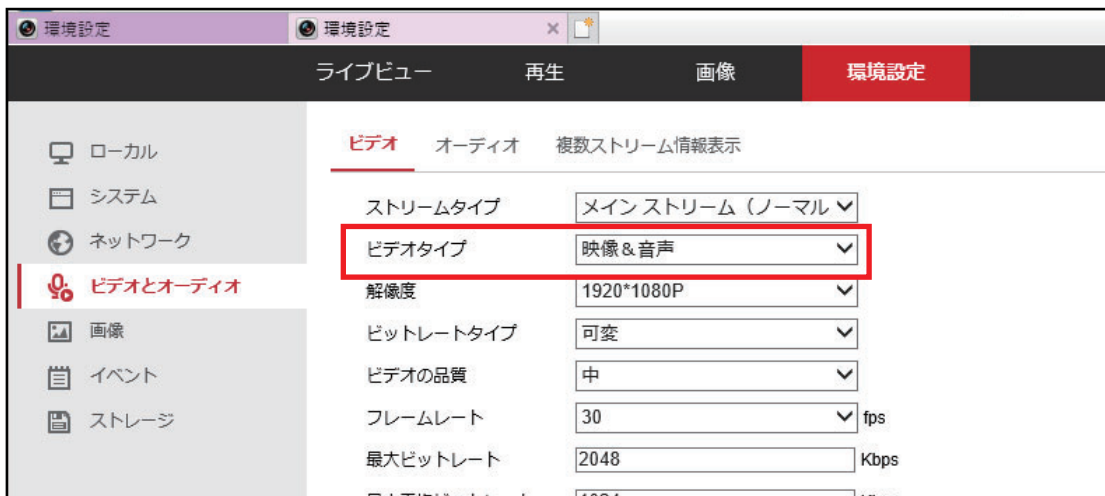 環境設定 環境設定
ライブビュー 再生 画像 環境設定
ローカル
システム
ネットワーク
ビデオとオーディオ
画像
イベント
ストレージ
ビデオ オーディオ 複数ストリーム情報表示
ストリームタイプ メイン ストリーム（ノーマル
ビデオタイプ 映像＆音声
解像度 1920*1080P
ビットレートタイプ 可変
ビデオの品質 中
フレームレート 30 fps
最大ビットレート 2048 Kbps